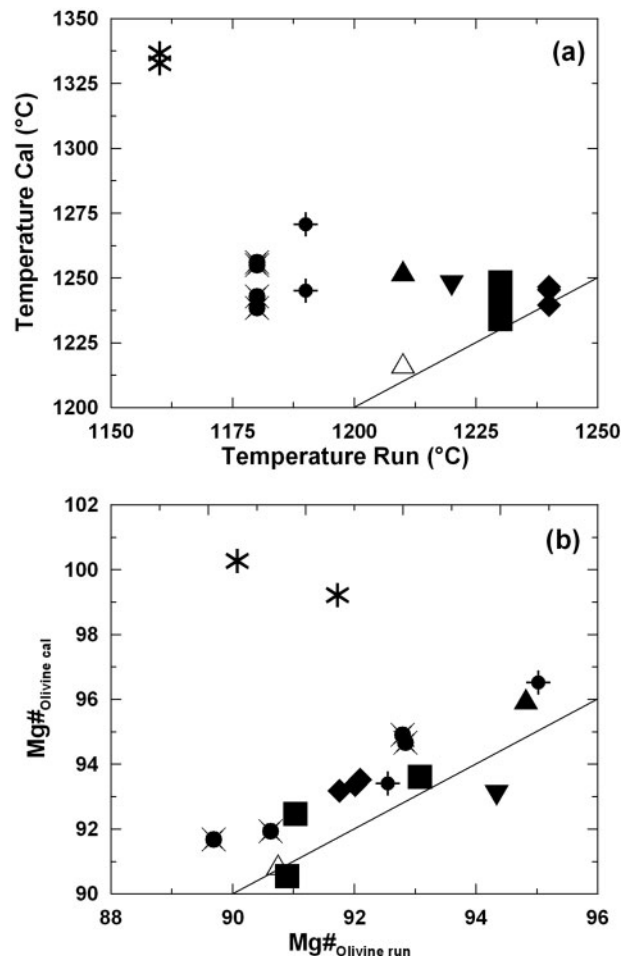 1350
(a)
1325
1300
1275
1250
1225
1200
Temperature Cal (°C)
1150 1175 1200 1225 1250
Temperature Run (°C)
102
(b)
100
98
96
94
92
90
Mg#Olivine cal
88 90 92 94 96
Mg#Olivine run